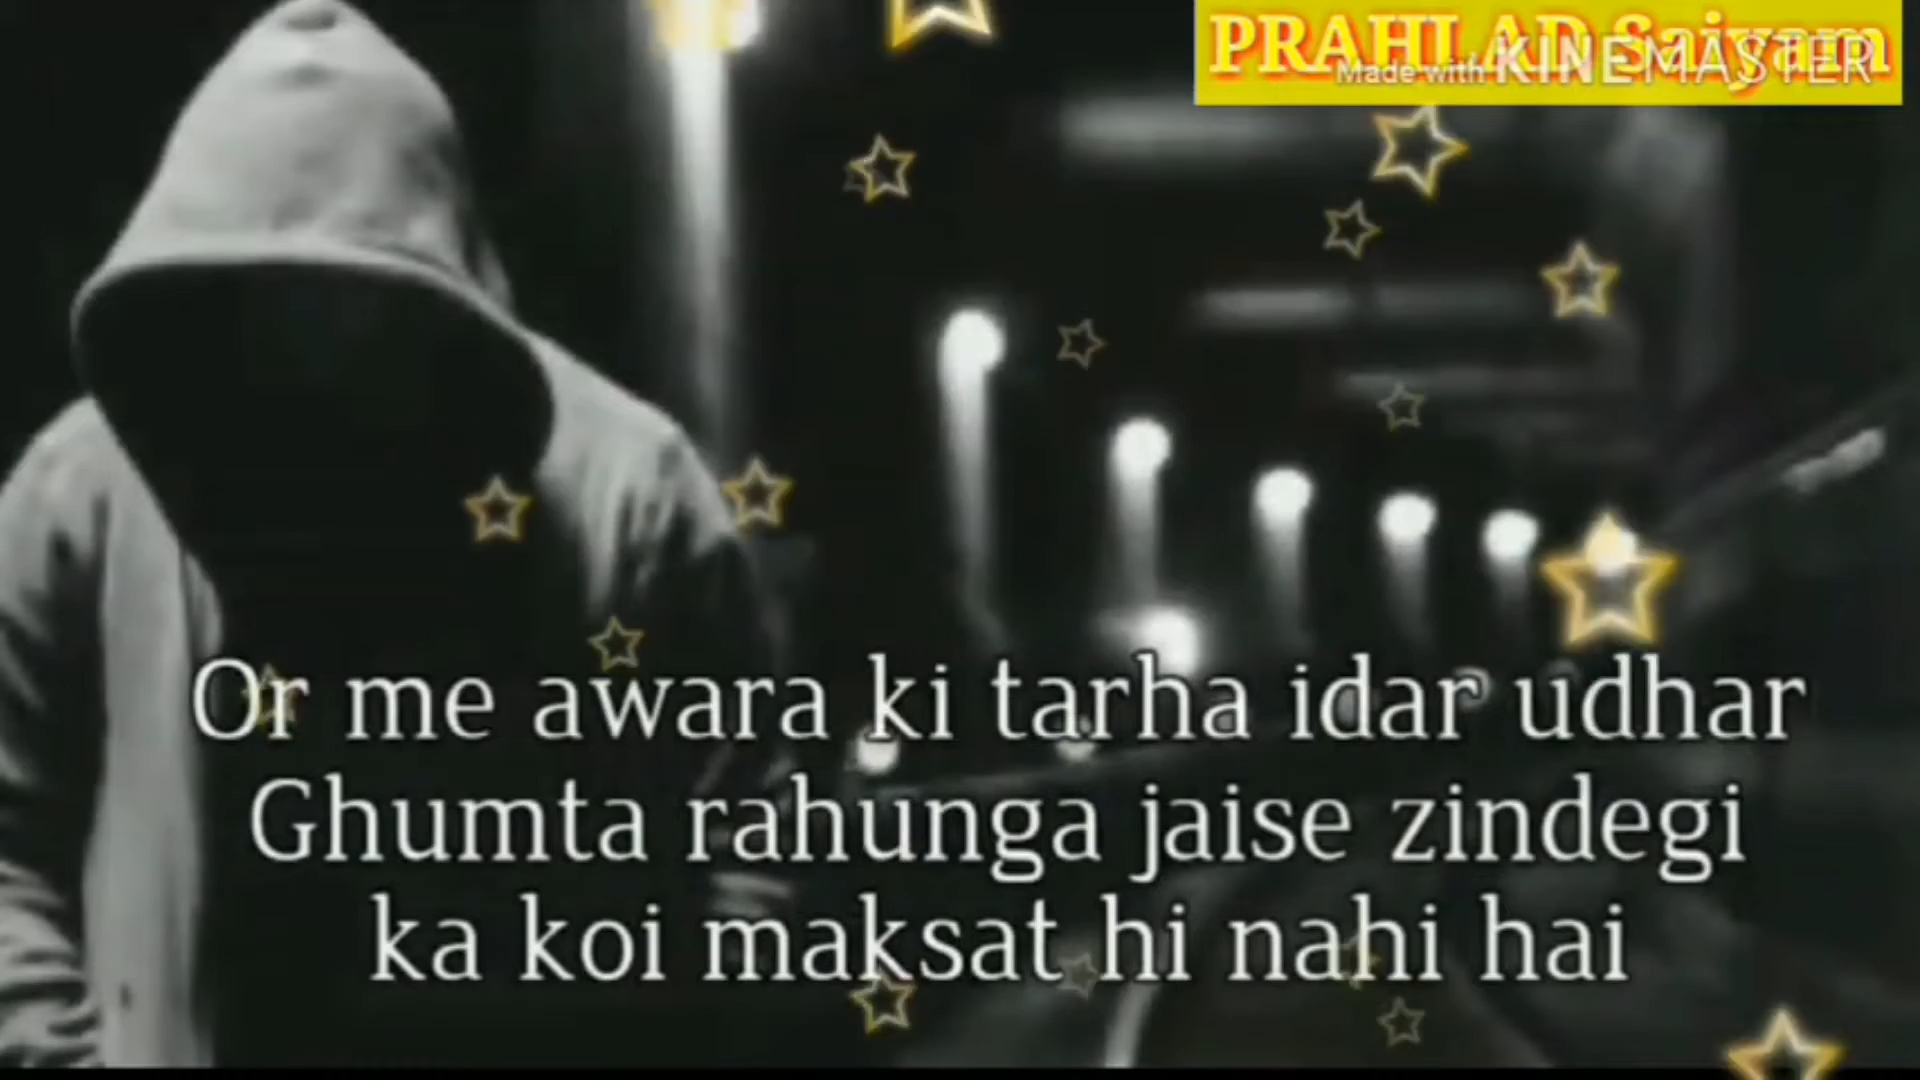 PRAHLAD Saiyam
Made with KINEMASTER
Or me awara ki tarha idar udhar
Ghumta rahunga jaise zindegi
ka koi maksat hi nahi hai